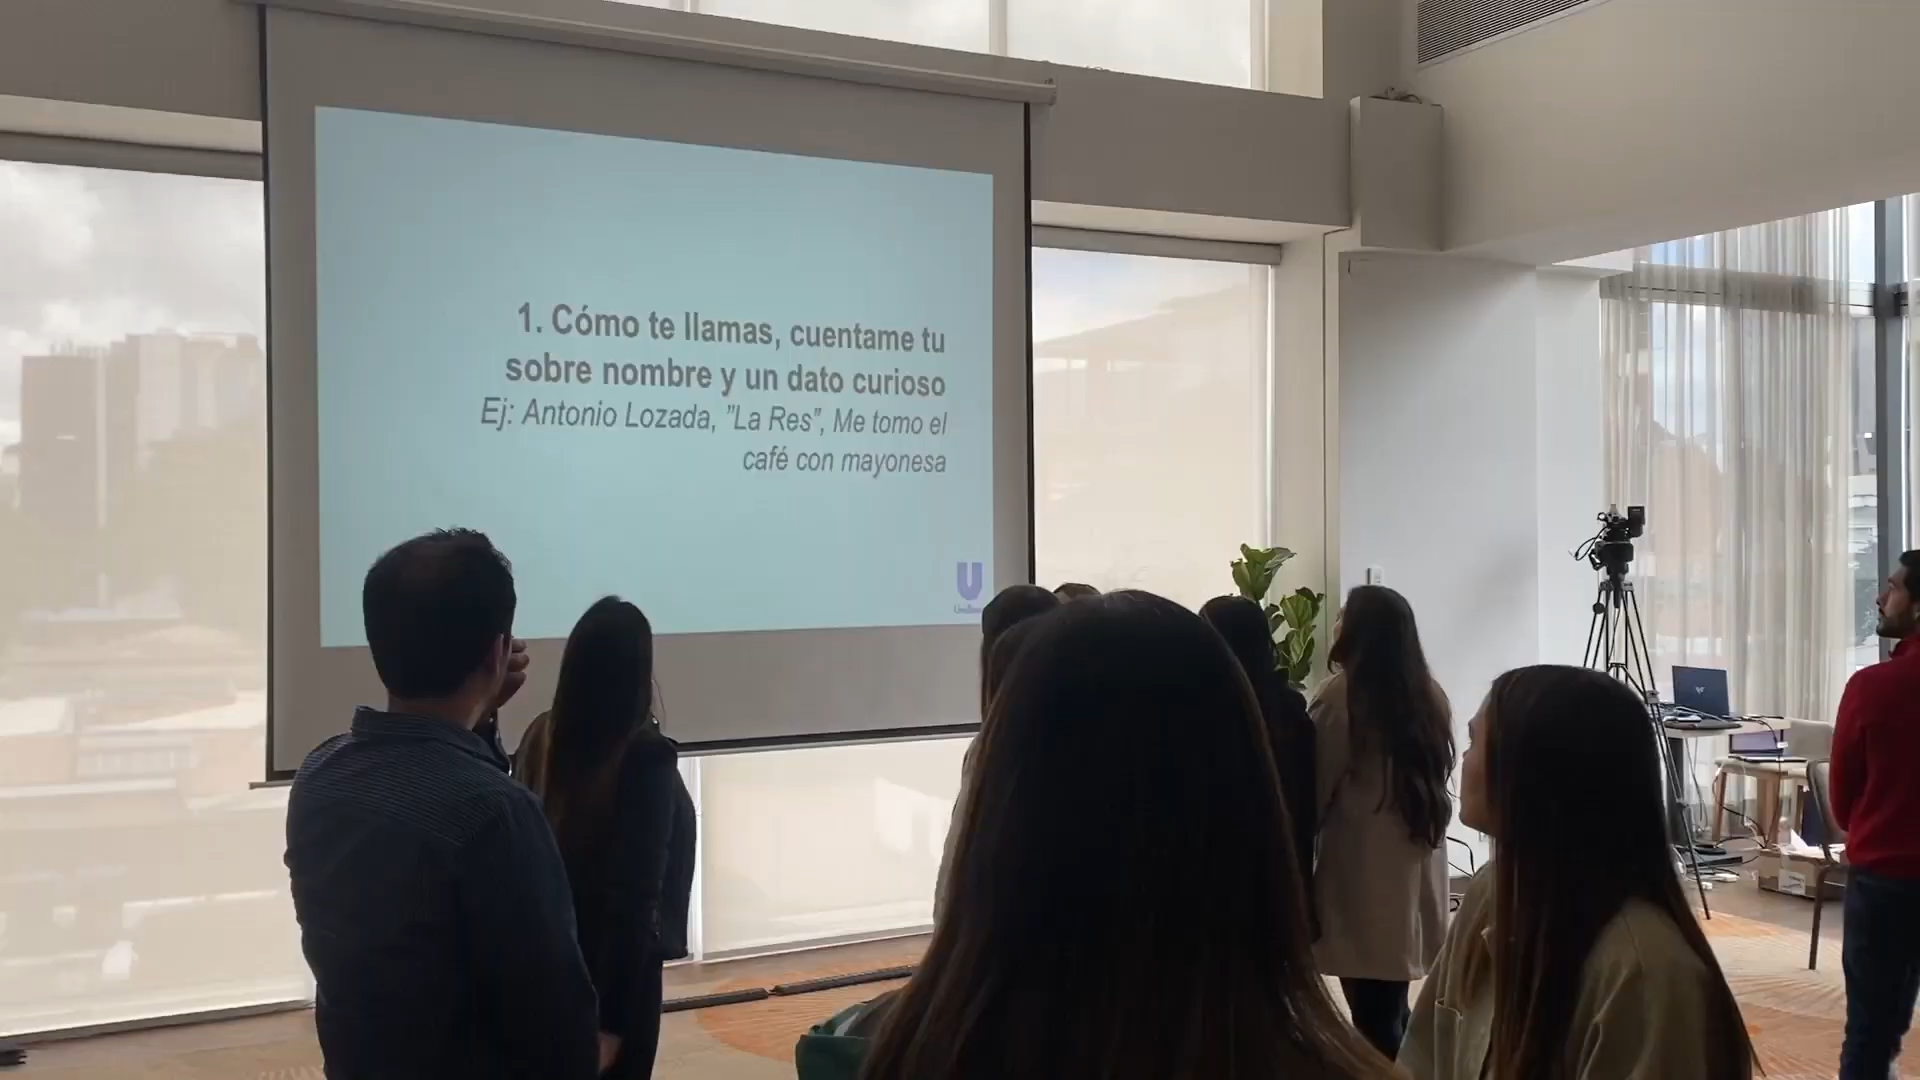 1. Cómo te llamas, cuentame tu
sobre nombre y un dato curioso
Ej: Antonio Lozada, "La Res", Me tomo el
café con mayonesa
U